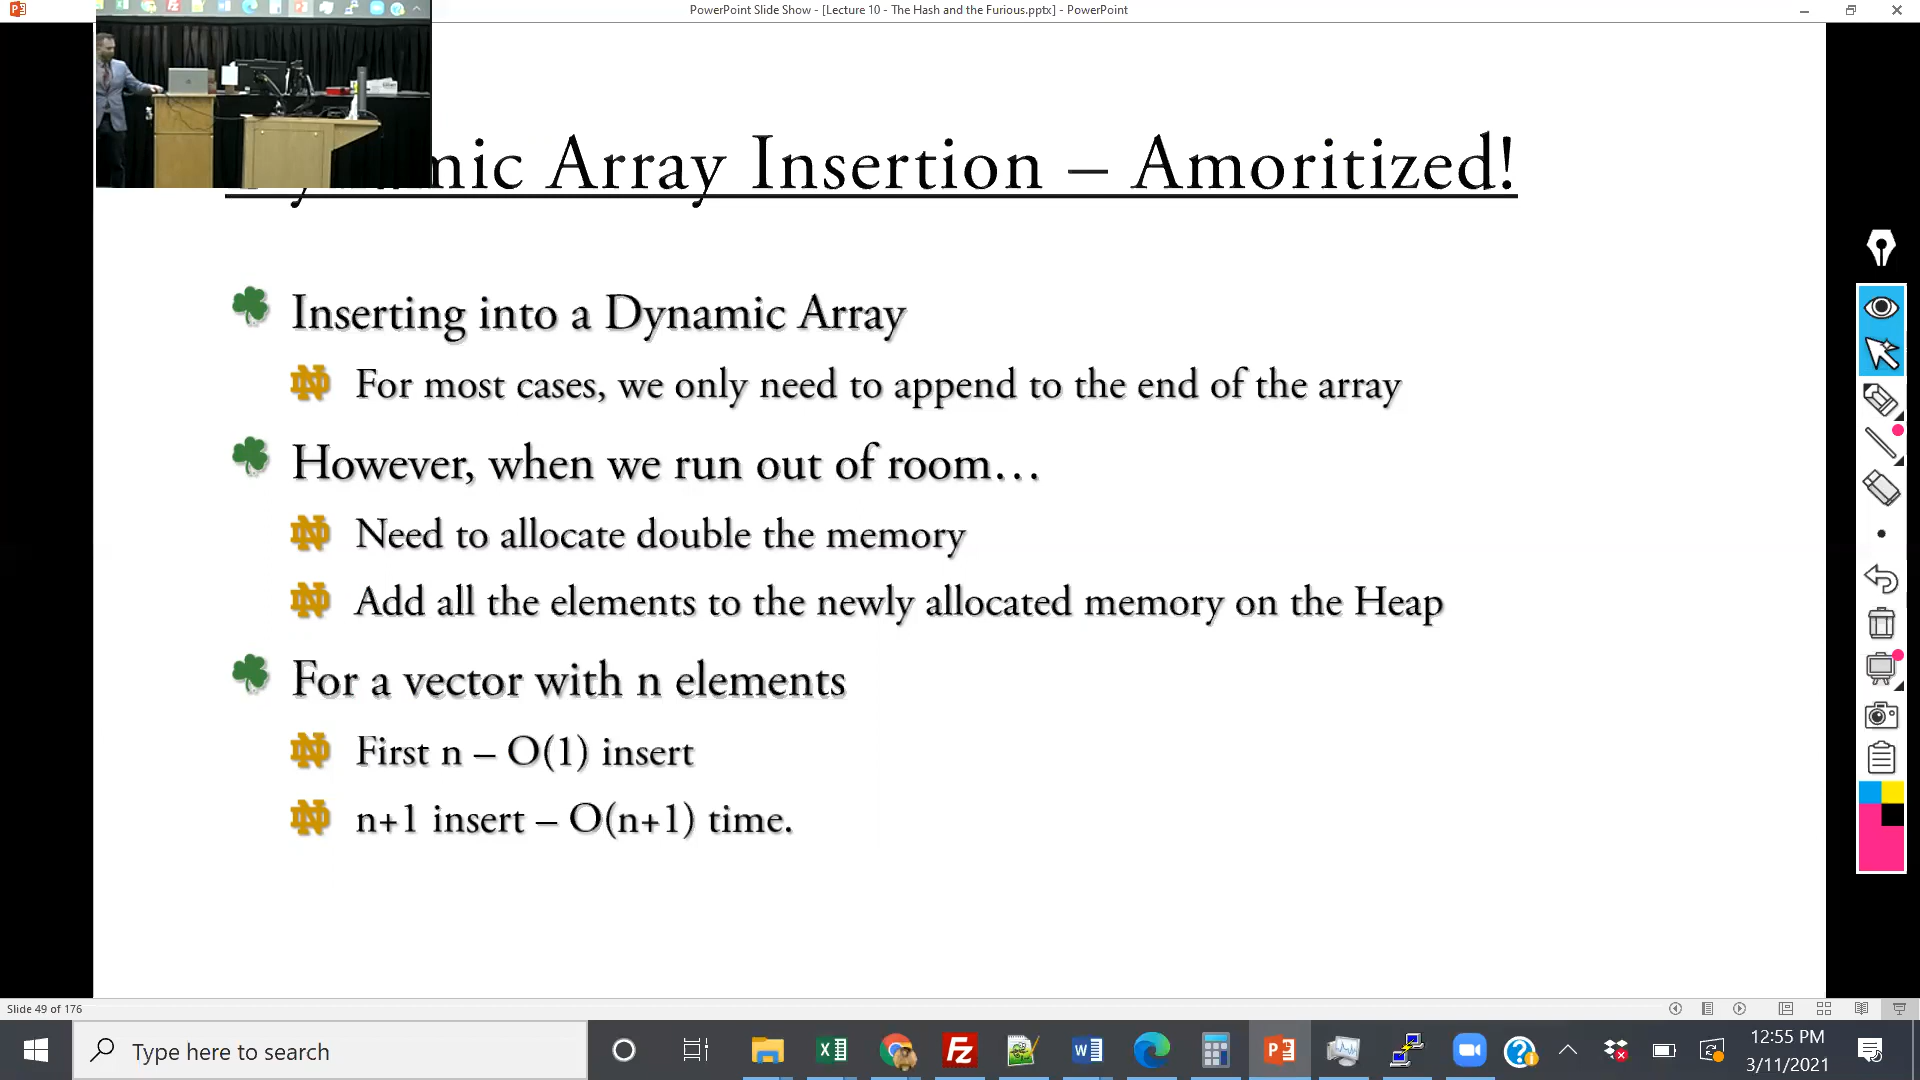 PowerPoint Slide Show - [Lecture 10 - The Hash and the Furious.pptx] - PowerPoint
mic Array Insertion – Amoritized!
Inserting into a Dynamic Array
For most cases, we only need to append to the end of the array
However, when we run out of room…
Need to allocate double the memory
Add all the elements to the newly allocated memory on the Heap
For a vector with n elements
First n – O(1) insert
n+1 insert – O(n+1) time.
Slide 49 of 176
Type here to search
12:55 PM
3/11/2021